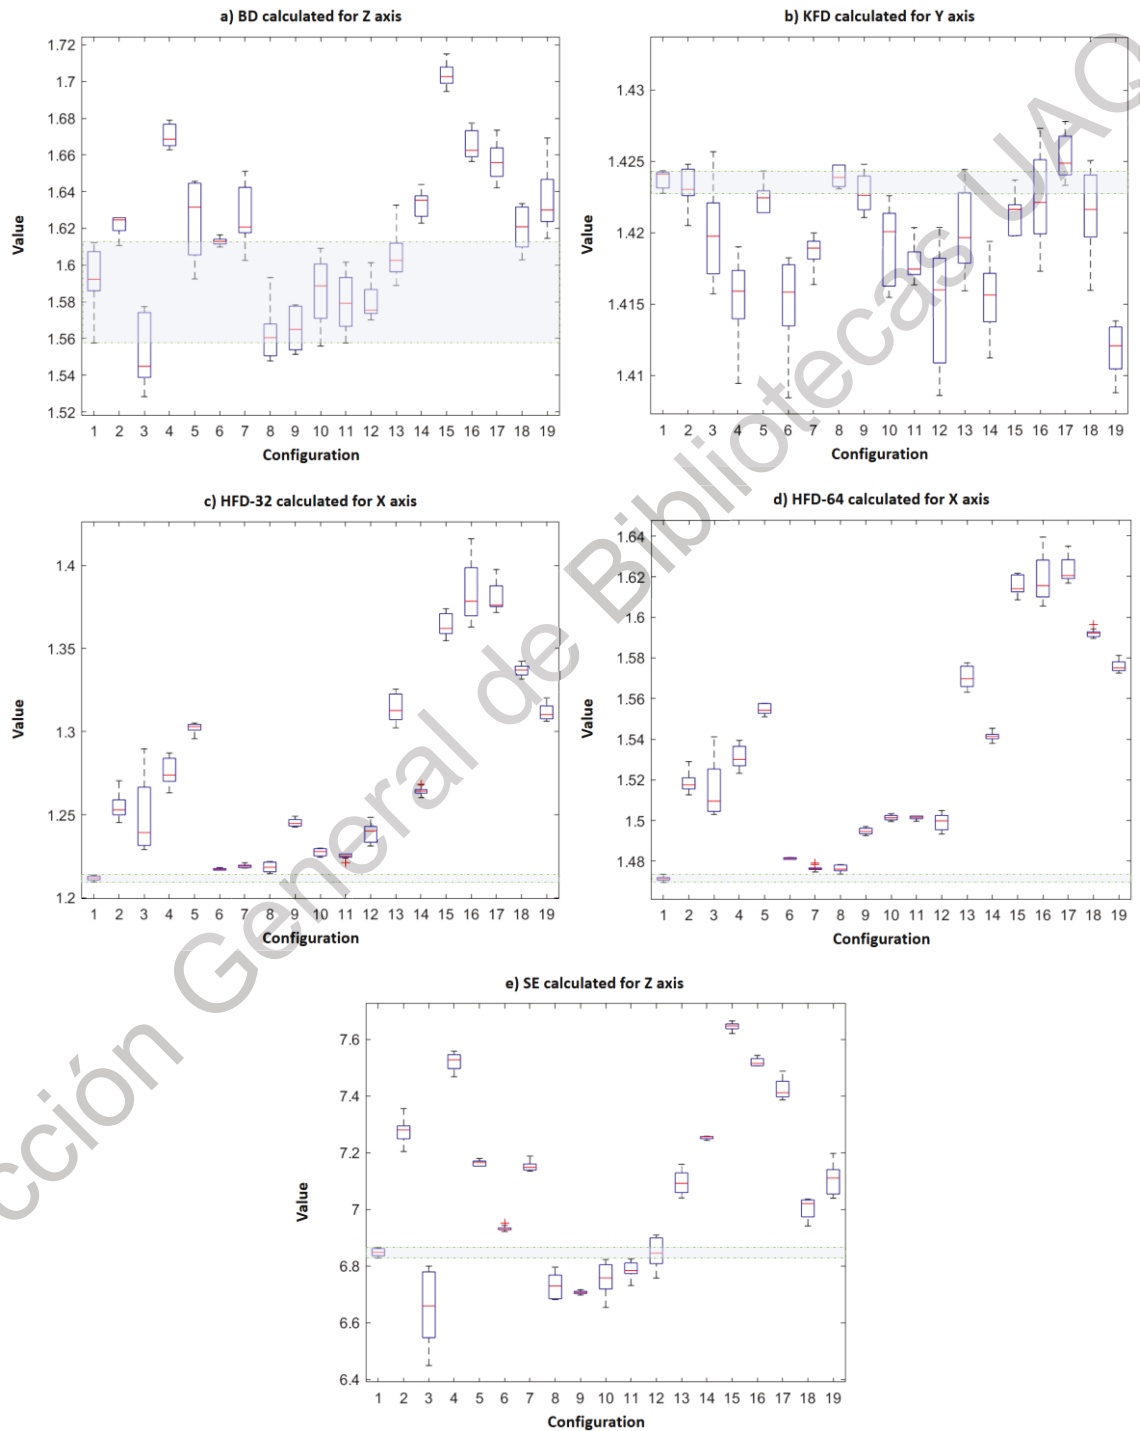 a) BD calculated for Z axis
1.72
1.7
1.68
1.66
1.64
1.62
1.6
1.58
1.56
1.54
1.52
Value
1 2 3 4 5 6 7 8 9 10 11 12 13 14 15 16 17 18 19
Configuration
b) KFD calculated for Y axis
1.43
1.425
1.42
1.415
1.41
Value
1 2 3 4 5 6 7 8 9 10 11 12 13 14 15 16 17 18 19
Configuration
c) HFD-32 calculated for X axis
1.4
1.35
1.3
1.25
1.2
Value
1 2 3 4 5 6 7 8 9 10 11 12 13 14 15 16 17 18 19
Configuration
d) HFD-64 calculated for X axis
1.64
1.62
1.6
1.58
1.56
1.54
1.52
1.5
1.48
Value
1 2 3 4 5 6 7 8 9 10 11 12 13 14 15 16 17 18 19
Configuration
e) SE calculated for Z axis
7.6
7.4
7.2
7
6.8
6.6
6.4
Value
1 2 3 4 5 6 7 8 9 10 11 12 13 14 15 16 17 18 19
Configuration
cción General de Bibliotecas UAQ